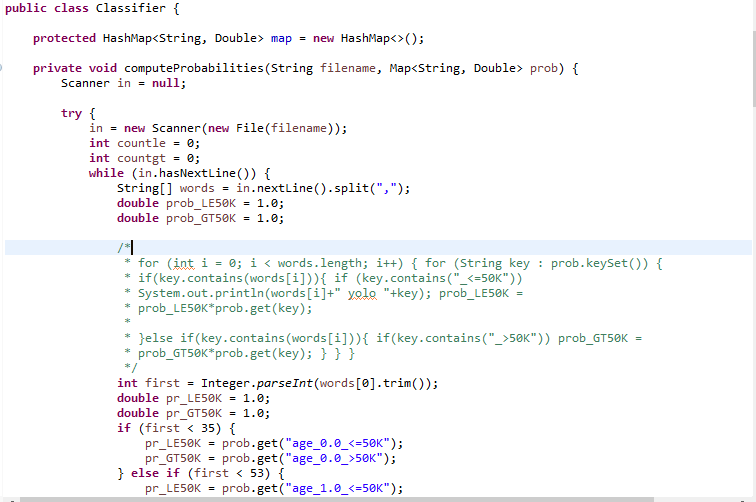 public class Classifier {
protected HashMap<String, Double> map = new HashMap<>();
private void computeProbabilities(String filename, Map<String, Double> prob) {
Scanner in = null;
try {
in = new Scanner(new File(filename));
int countle = 0;
int countgt = 0;
while (in.hasNextLine()) {
String[] words = in.nextLine().split(",");
double prob_LE50K = 1.0;
double prob_GT50K = 1.0;
/*
* for (int i = 0; i < words.length; i++) { for (String key : prob.keySet()) {
* if(key.contains(words[i])){ if (key.contains("_<=50K"))
* System.out.println(words[i]+" yolo "+key); prob_LE50K =
* prob_LE50K*prob.get(key);
*
* }else if(key.contains(words[i])){ if(key.contains("_>50K")) prob_GT50K =
* prob_GT50K*prob.get(key); } } }
*/
int first = Integer.parseInt(words[0].trim());
double pr_LE50K = 1.0;
double pr_GT50K = 1.0;
if (first < 35) {
pr_LE50K = prob.get("age_0.0_<=50K");
pr_GT50K = prob.get("age_0.0_>50K");
} else if (first < 53) {
pr_LE50K = prob.get("age_1.0_<=50K");